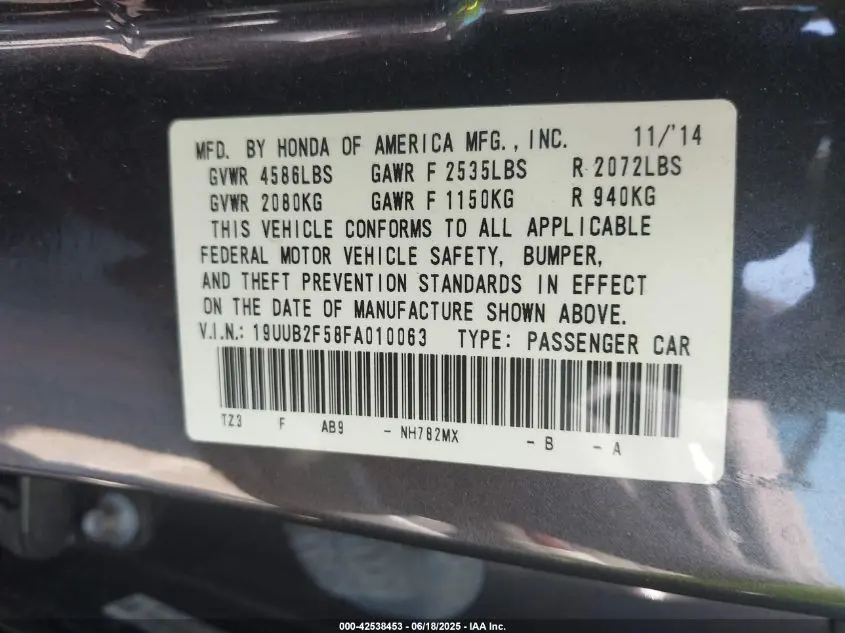 MFD. BY HONDA OF AMERICA MFG., INC. 11/'14
GVWR 4586LBS GAWR F 2535LBS R 2072LBS
GVWR 2080KG GAWR F 1150KG R 940KG
THIS VEHICLE CONFORMS TO ALL APPLICABLE
FEDERAL MOTOR VEHICLE SAFETY, BUMPER,
AND THEFT PREVENTION STANDARDS IN EFFECT
ON THE DATE OF MANUFACTURE SHOWN ABOVE.
V.I.N.: 19UUB2F58FA010063 TYPE: PASSENGER CAR
TZ3 F AB9 - NH782MX - B - A
000-42538453 - 06/18/2025 - IAA Inc.